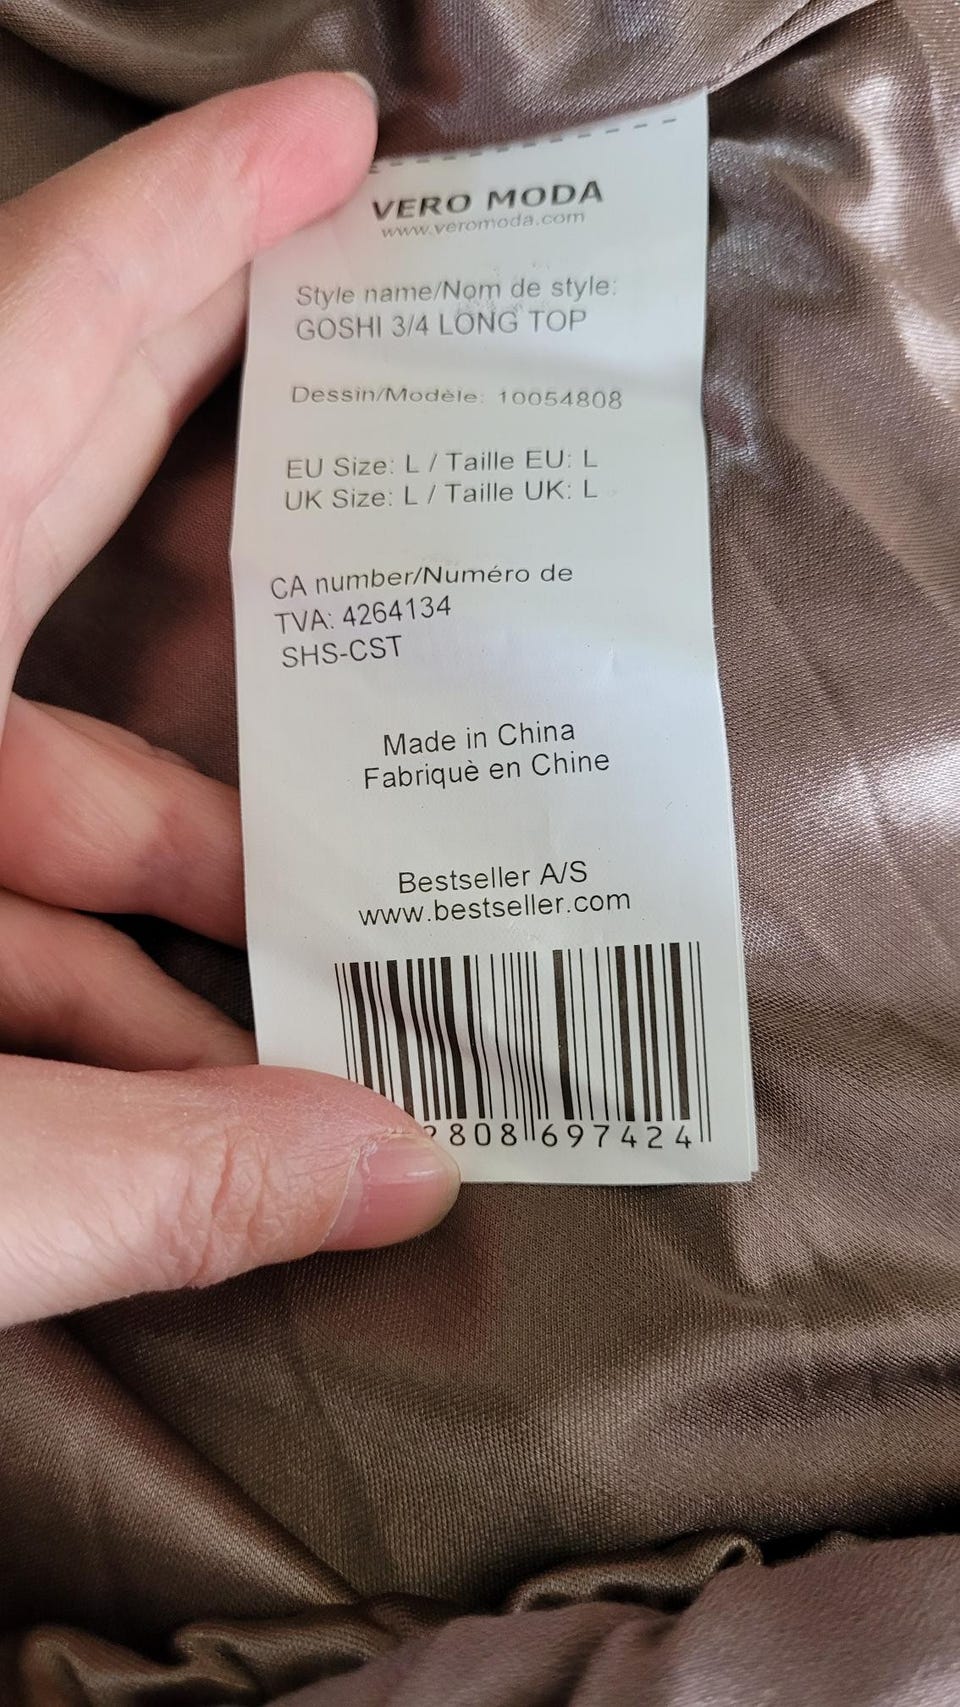 VERO MODA
www.veromoda.com
Style name/Nom de style:
GOSHI 3/4 LONG TOP
Dessin/Modèle: 10054808
EU Size: L / Taille EU: L
UK Size: L / Taille UK: L
CA number/Numéro de
TVA: 4264134
SHS-CST
Made in China
Fabriquè en Chine
Bestseller A/S
www.bestseller.com
808 697424